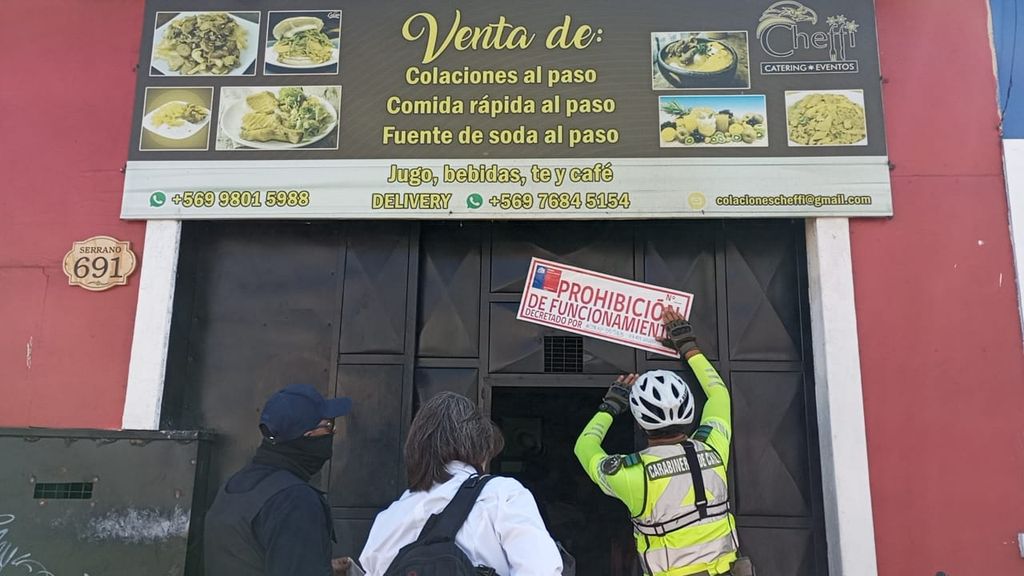 Venta de:
Colaciones al paso
Comida rápida al paso
Fuente de soda al paso
Cheffi
CATERING EVENTOS
Jugo, bebidas, te y café
+569 9801 5988
DELIVERY +569 7684 5154
colacionescheffi@gmail.com
SERRANO
691
PROHIBICIÓN
DE FUNCIONAMIEN
DECRETADO POR
Nº
CARABINEROS DE